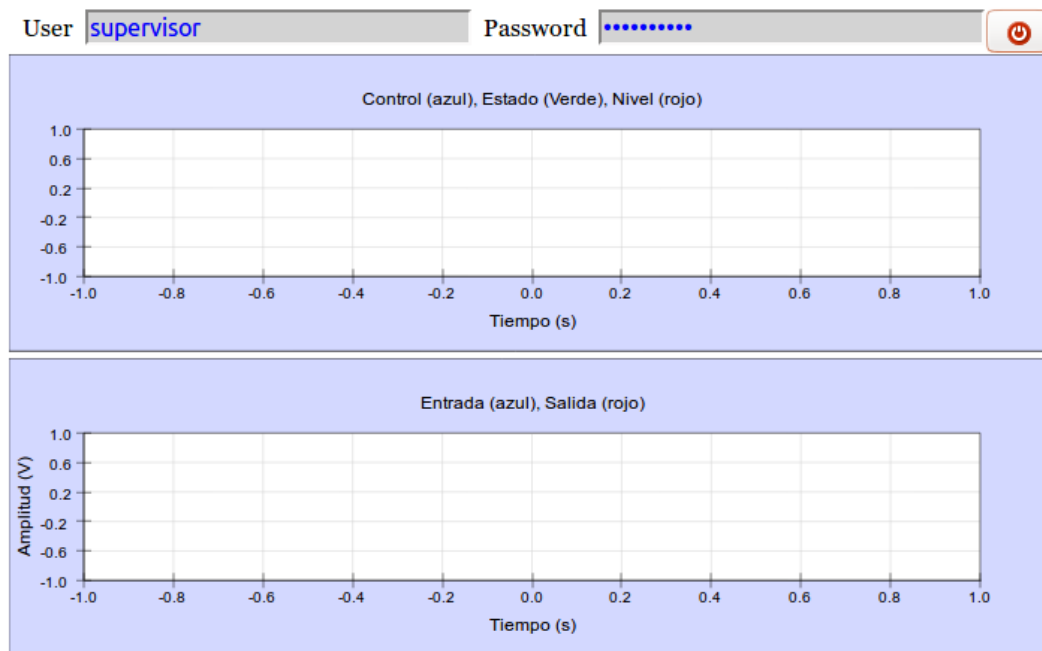 User supervisor Password ••••••••••
Control (azul), Estado (Verde), Nivel (rojo)
1.0
0.6
0.2
-0.2
-0.6
-1.0
-1.0 -0.8 -0.6 -0.4 -0.2 0.0 0.2 0.4 0.6 0.8 1.0
Tiempo (s)
Entrada (azul), Salida (rojo)
Amplitud (V)
1.0
0.6
0.2
-0.2
-0.6
-1.0
-1.0 -0.8 -0.6 -0.4 -0.2 0.0 0.2 0.4 0.6 0.8 1.0
Tiempo (s)